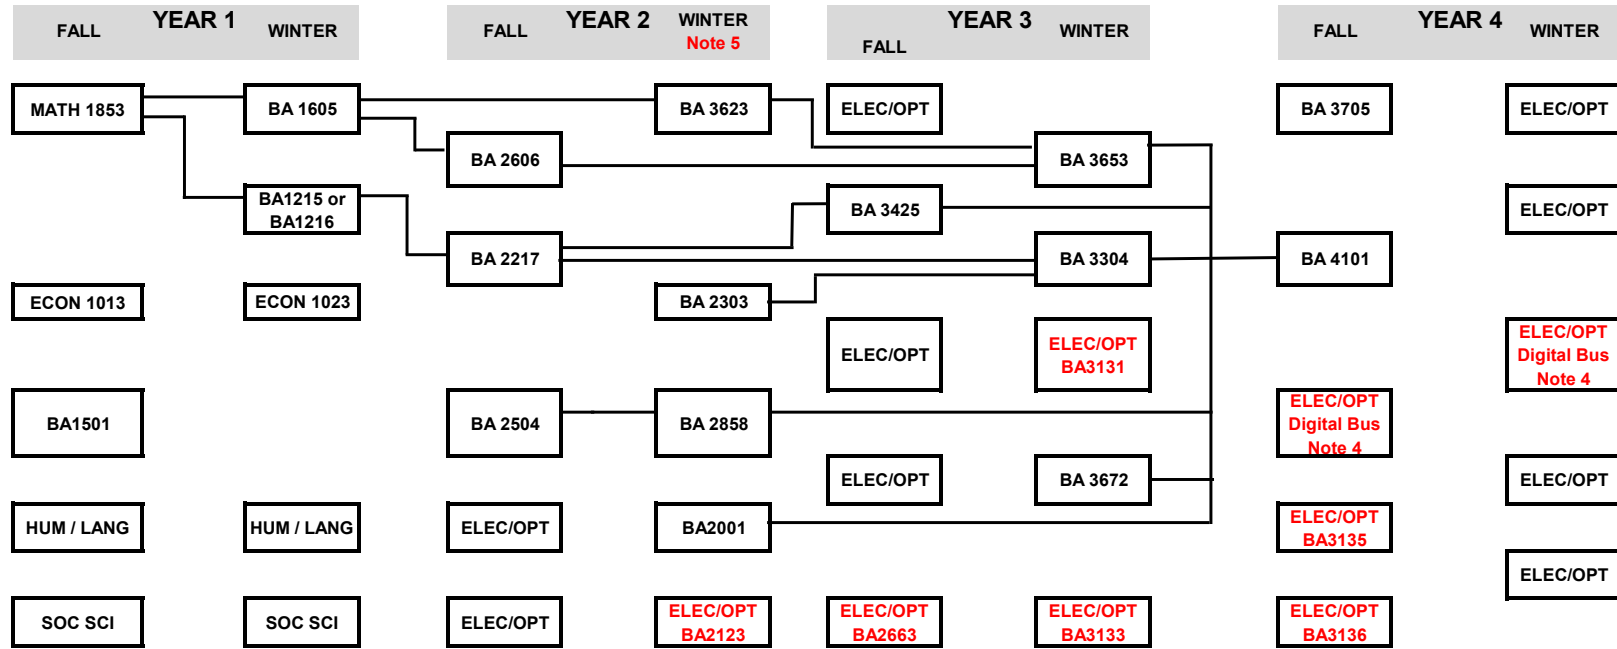 YEAR 1
FALL
WINTER
YEAR 2
FALL
WINTER
Note 5
YEAR 3
FALL
WINTER
YEAR 4
FALL
WINTER
MATH 1853
BA 1605
BA 3623
ELEC/OPT
BA 3705
ELEC/OPT
BA 2606
BA 3653
BA1215 or
BA1216
BA 3425
ELEC/OPT
BA 2217
BA 3304
BA 4101
ECON 1013
ECON 1023
BA 2303
ELEC/OPT
ELEC/OPT
BA3131
ELEC/OPT
Digital Bus
Note 4
BA1501
BA 2504
BA 2858
ELEC/OPT
Digital Bus
Note 4
ELEC/OPT
BA 3672
ELEC/OPT
HUM / LANG
HUM / LANG
ELEC/OPT
BA2001
ELEC/OPT
BA3135
ELEC/OPT
SOC SCI
SOC SCI
ELEC/OPT
ELEC/OPT
BA2123
ELEC/OPT
BA2663
ELEC/OPT
BA3133
ELEC/OPT
BA3136